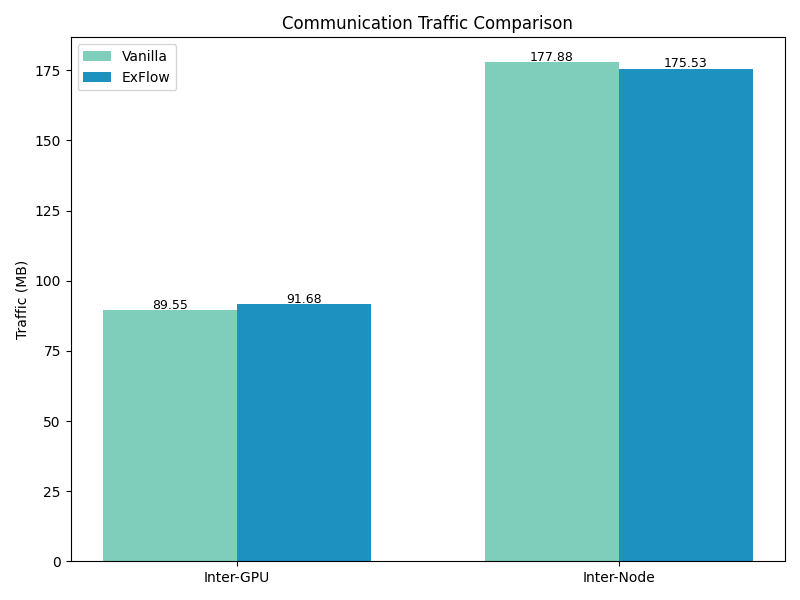 Communication Traffic Comparison
Vanilla
ExFlow
Traffic (MB)
175
150
125
100
75
50
25
0
89.55
91.68
177.88
175.53
Inter-GPU
Inter-Node